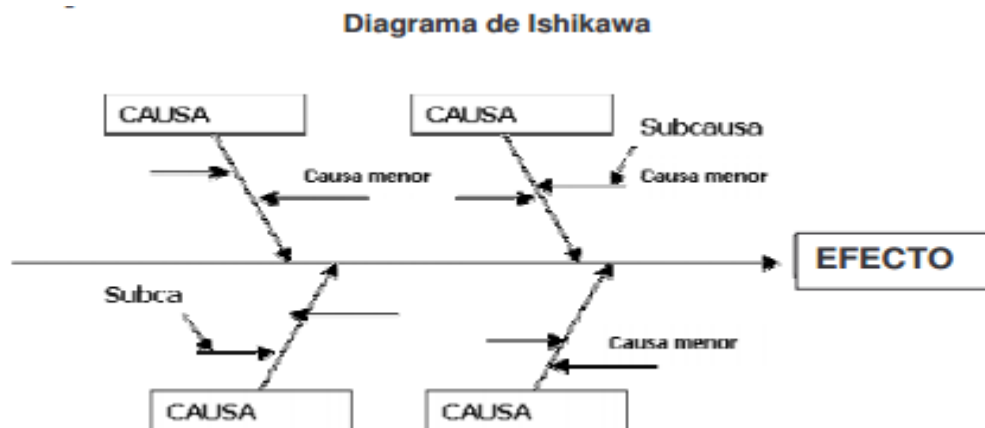 Diagrama de Ishikawa
CAUSA
CAUSA
Subcausa
Causa menor
Causa menor
EFECTO
Subca
Causa menor
CAUSA
CAUSA